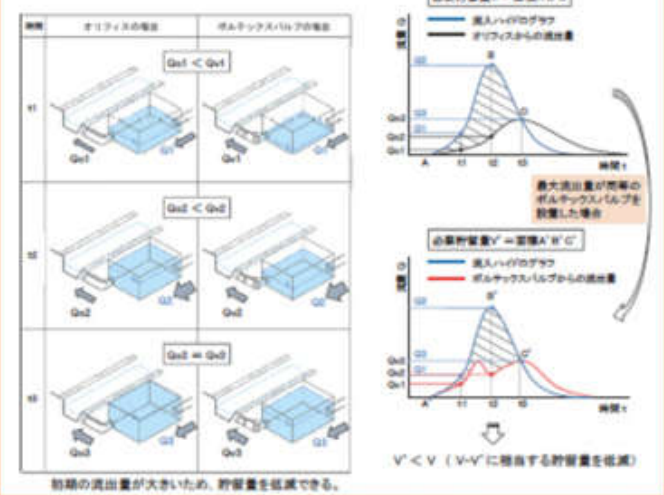 時間
オリフィスの場合
ボルテックスバルブの場合
Qo1 < Qv1
t1
Qo1
Q1
Qv1
Q1
Qo2 < Qv2
t2
Qo2
Q2
Qv2
Q2
Qo3 = Qv3
t3
Qo3
Q3
Qv3
Q3
初期の流出量が大きいため、貯留量を低減できる。
流入ハイドログラフ
オリフィスからの流出量
流量 Q
B
C
A
t1
t2
t3
時間 t
最大流出量が同等の
ボルテックスバルブを
設置した場合
必要貯留量V'=面積A'B'C'
流入ハイドログラフ
ボルテックスバルブからの流出量
流量 Q
B'
C'
A'
t1
t2
t3
時間 t
V'< V ( V-V'に相当する貯留量を低減)